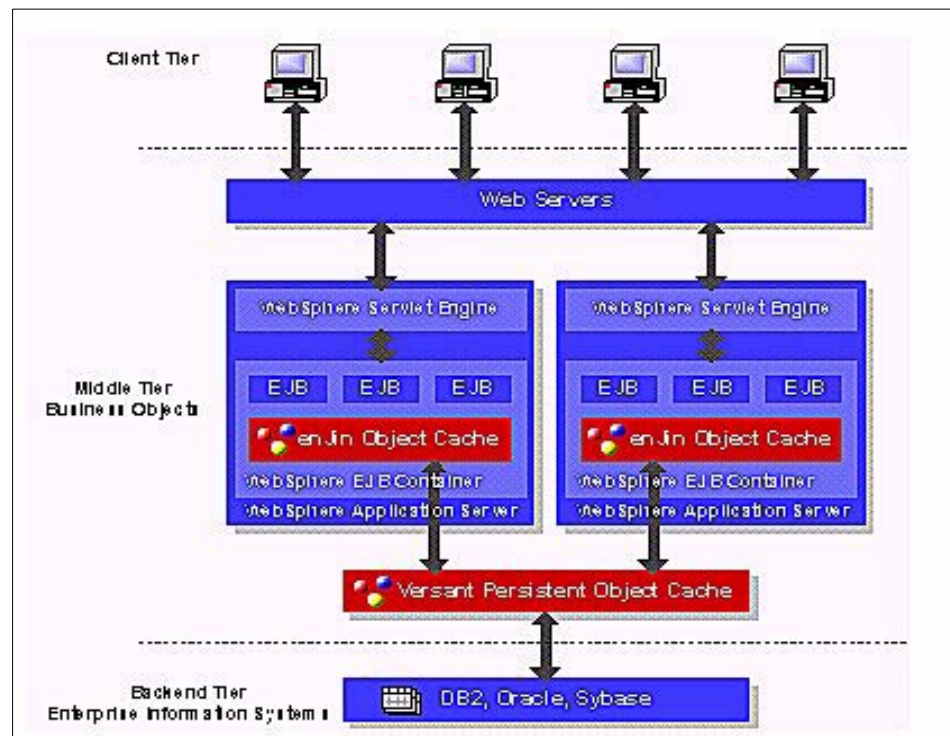 Client Tier
Web Servers
WebSphere Servlet Engine
WebSphere Servlet Engine
Middle Tier
Business Objects
EJB EJB EJB
EJB EJB EJB
enJin Object Cache
enJin Object Cache
WebSphere EJB Container
WebSphere EJB Container
WebSphere Application Server
WebSphere Application Server
Versant Persistent Object Cache
Backend Tier
Enterprise Information Systems
DB2, Oracle, Sybase